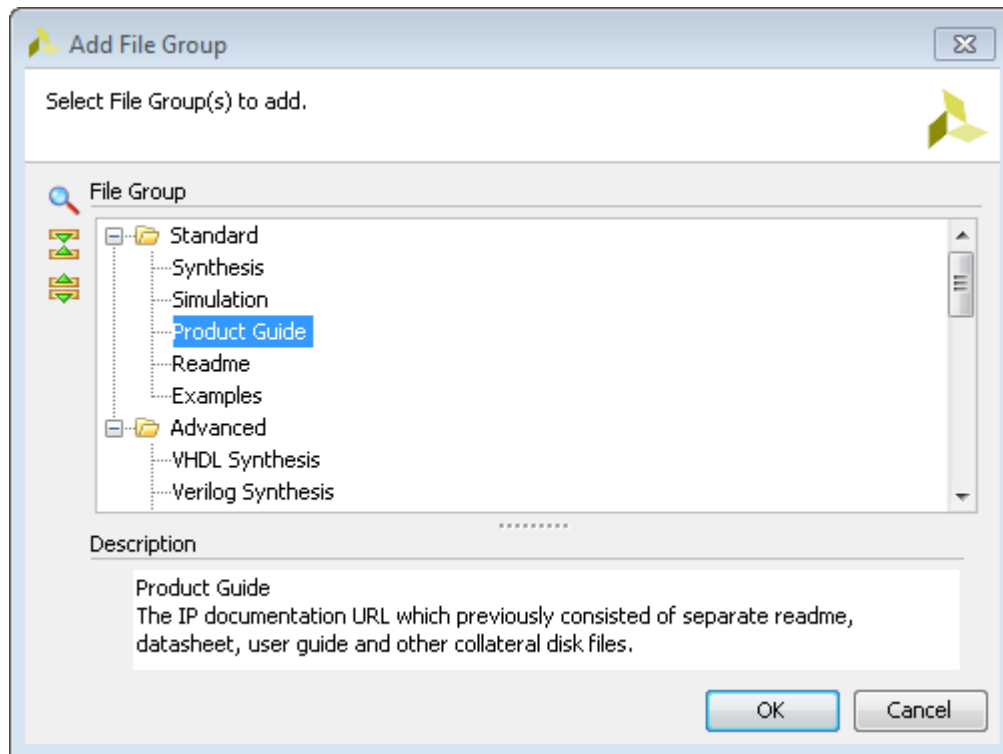 Add File Group
Select File Group(s) to add.
File Group
Standard
Synthesis
Simulation
Product Guide
Readme
Examples
Advanced
VHDL Synthesis
Verilog Synthesis
Description
Product Guide
The IP documentation URL which previously consisted of separate readme,
datasheet, user guide and other collateral disk files.
OK Cancel